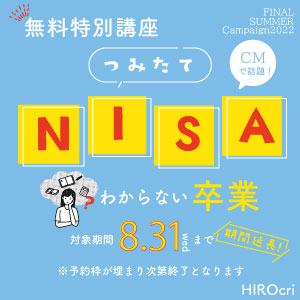 無料特別講座
FINAL
SUMMER
Campaign2022
つみたて
CM
で話題!
NISA
?
わからない 卒業
対象期間 8.31 wed まで
期間延長!
※予約枠が埋まり次第終了となります
HIROcri